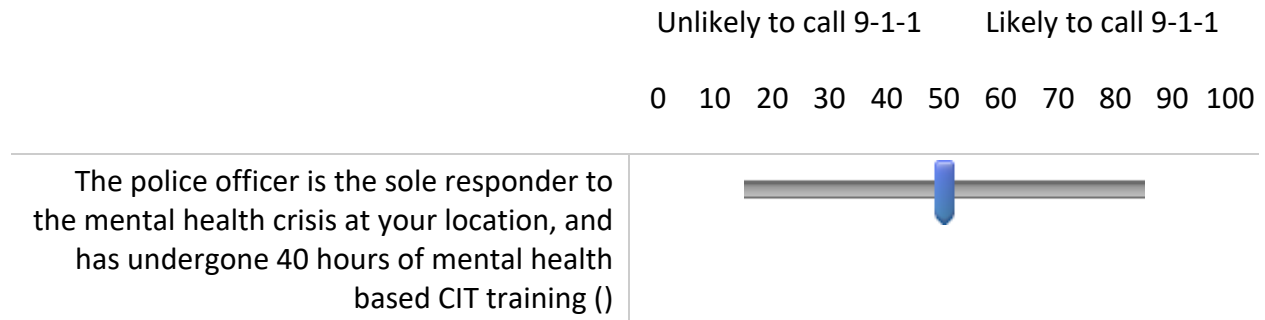 Unlikely to call 9-1-1 Likely to call 9-1-1
0 10 20 30 40 50 60 70 80 90 100
The police officer is the sole responder to
the mental health crisis at your location, and
has undergone 40 hours of mental health
based CIT training ()